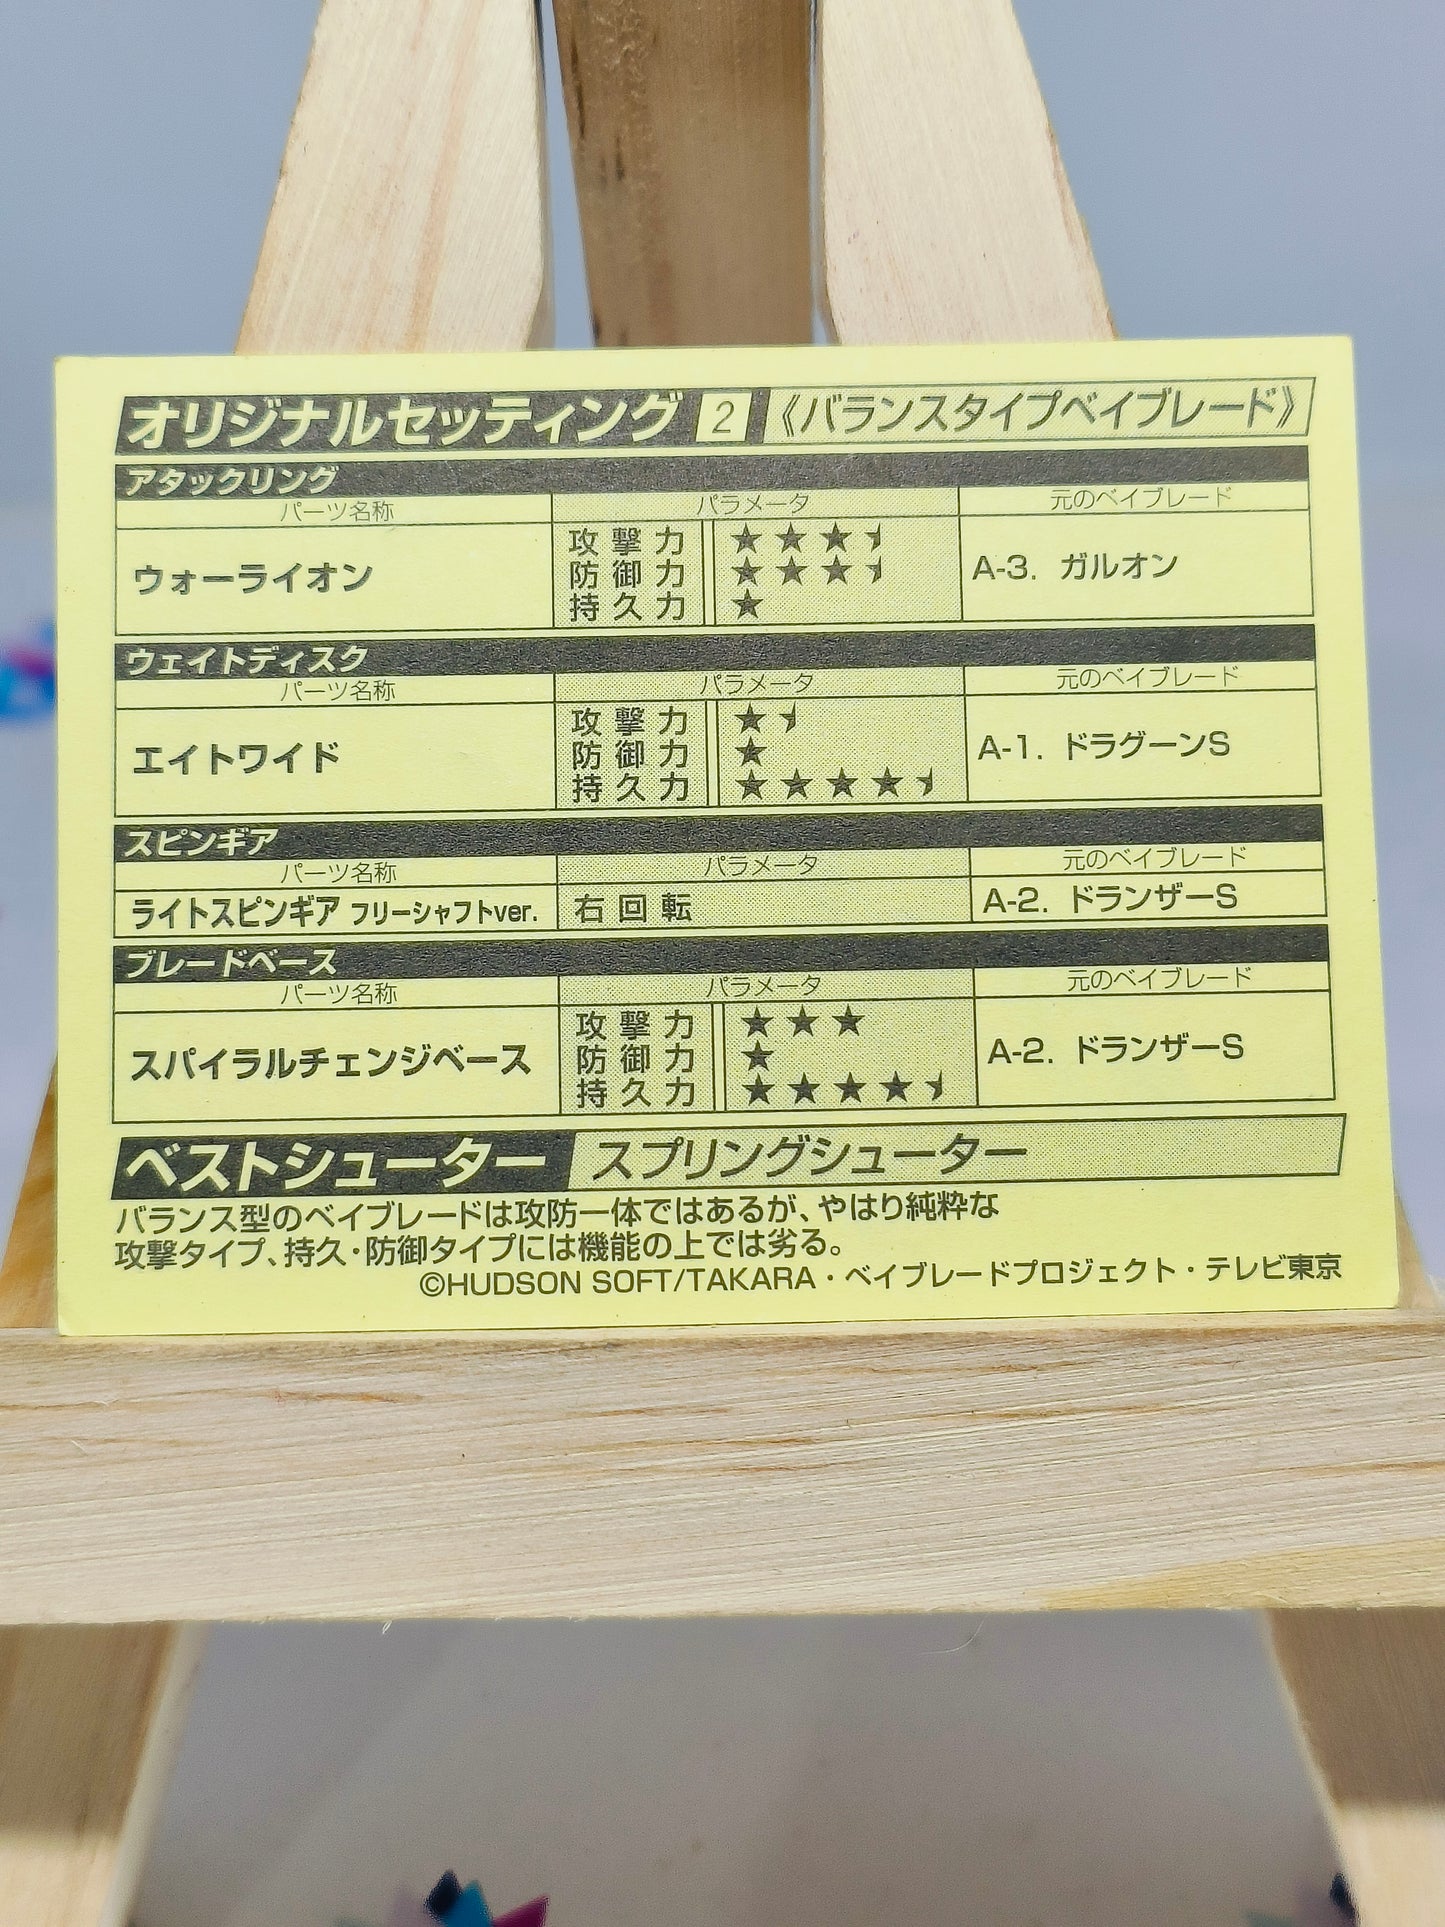 オリジナルセッティング 2 《バランスタイプベイブレード》
アタックリング
パーツ名称 パラメータ 元のベイブレード
ウォーライオン 攻撃力 ★★★⯨ A-3. ガルオン
防御力 ★★★⯨
持久力 ★
ウェイトディスク
パーツ名称 パラメータ 元のベイブレード
エイトワイド 攻撃力 ★⯨ A-1. ドラグーンS
防御力 ★
持久力 ★★★★⯨
スピンギア
パーツ名称 パラメータ 元のベイブレード
ライトスピンギア フリーシャフトver. 右回転 A-2. ドランザーS
ブレードベース
パーツ名称 パラメータ 元のベイブレード
スパイラルチェンジベース 攻撃力 ★★★ A-2. ドランザーS
防御力 ★
持久力 ★★★★⯨
ベストシューター スプリングシューター
バランス型のベイブレードは攻防一体ではあるが、やはり純粋な
攻撃タイプ、持久・防御タイプには機能の上では劣る。
©HUDSON SOFT/TAKARA・ベイブレードプロジェクト・テレビ東京